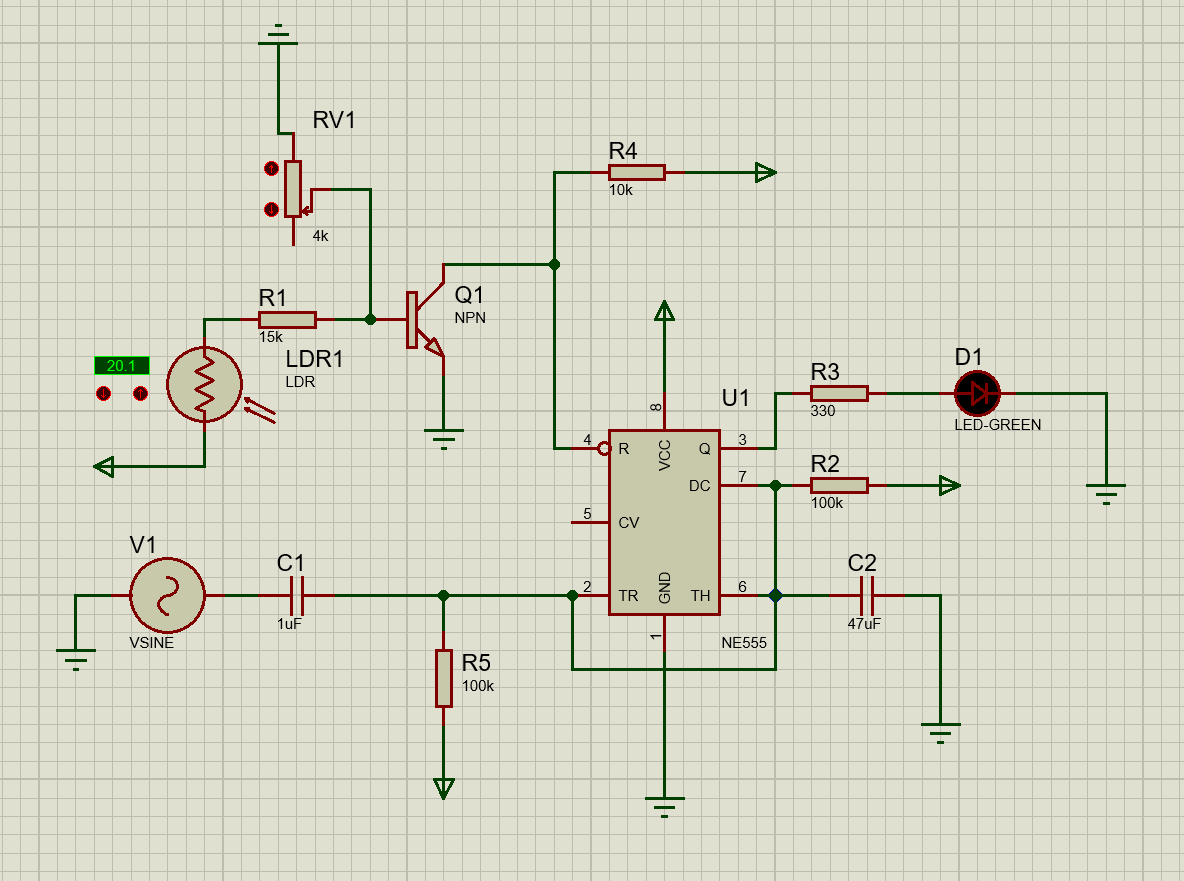 RV1
4k
R4
10k
R1
15k
Q1
NPN
20.1
LDR1
LDR
U1
D1
LED-GREEN
R3
330
R2
100k
8
VCC
4
R
Q
3
DC
7
5
CV
2
TR
GND
TH
6
1
NE555
V1
VSINE
C1
1uF
C2
47uF
R5
100k